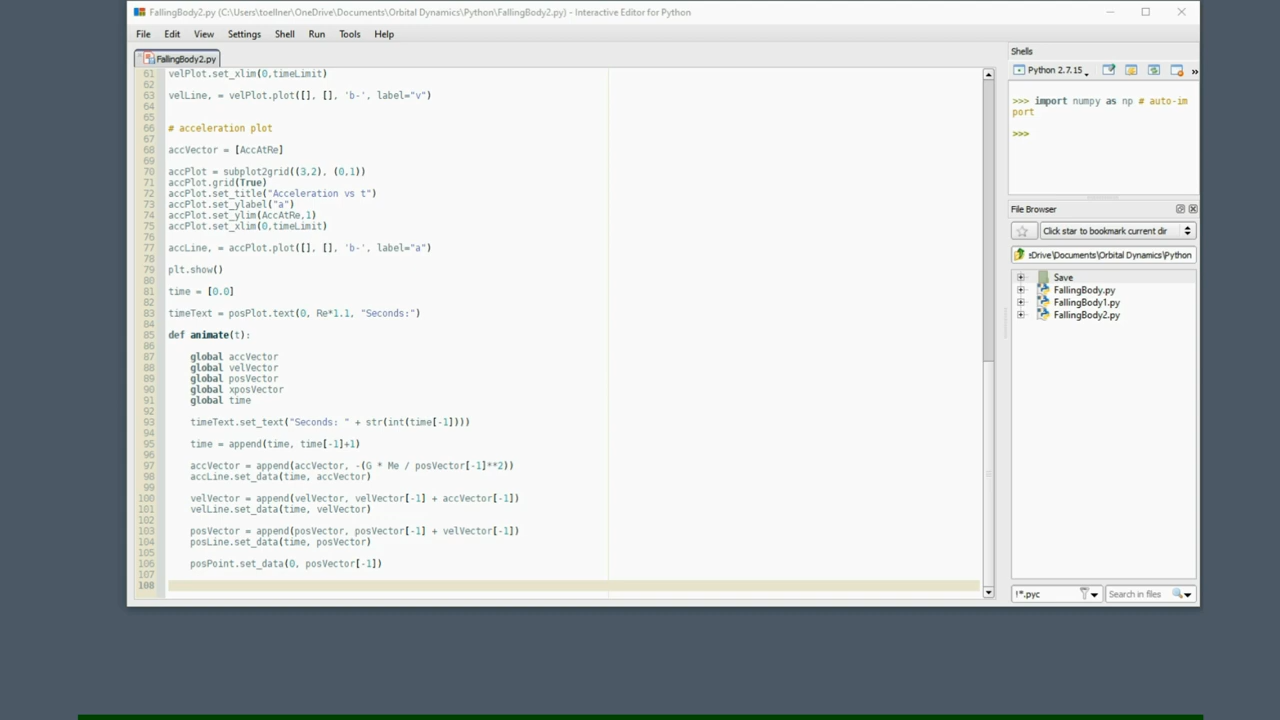 FallingBody2.py (C:\Users\toellner\OneDrive\Documents\Orbital Dynamics\Python\FallingBody2.py) - Interactive Editor for Python
File Edit View Settings Shell Run Tools Help
FallingBody2.py
61 velPlot.set_xlim(0,timeLimit)
62
63 velLine, = velPlot.plot([], [], 'b-', label="v")
64
65
66 # acceleration plot
67
68 accVector = [AccAtRe]
69
70 accPlot = subplot2grid((3,2), (0,1))
71 accPlot.grid(True)
72 accPlot.set_title("Acceleration vs t")
73 accPlot.set_ylabel("a")
74 accPlot.set_ylim(AccAtRe,1)
75 accPlot.set_xlim(0,timeLimit)
76
77 accLine, = accPlot.plot([], [], 'b-', label="a")
78
79 plt.show()
80
81 time = [0.0]
82
83 timeText = posPlot.text(0, Re*1.1, "Seconds:")
84
85 def animate(t):
86
87 global accVector
88 global velVector
89 global posVector
90 global xposVector
91 global time
92
93 timeText.set_text("Seconds: " + str(int(time[-1])))
94
95 time = append(time, time[-1]+1)
96
97 accVector = append(accVector, -(G * Me / posVector[-1]**2))
98 accLine.set_data(time, accVector)
99
100 velVector = append(velVector, velVector[-1] + accVector[-1])
101 velLine.set_data(time, velVector)
102
103 posVector = append(posVector, posVector[-1] + velVector[-1])
104 posLine.set_data(time, posVector)
105
106 posPoint.set_data(0, posVector[-1])
107
108
Shells
Python 2.7.15
>>> import numpy as np # auto-im
port
>>>
File Browser
Click star to bookmark current dir
:Drive\Documents\Orbital Dynamics\Python
Save
FallingBody.py
FallingBody1.py
FallingBody2.py
!*.pyc
Search in files